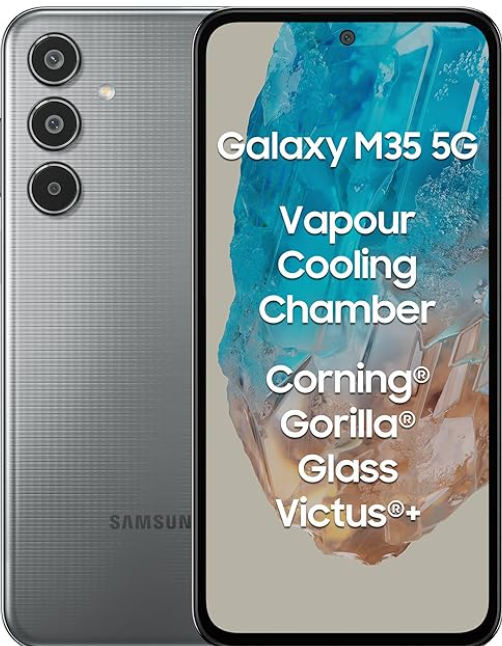 Galaxy M35 5G
Vapour
Cooling
Chamber
Corning®
Gorilla®
Glass
Victus®+
SAMSUN